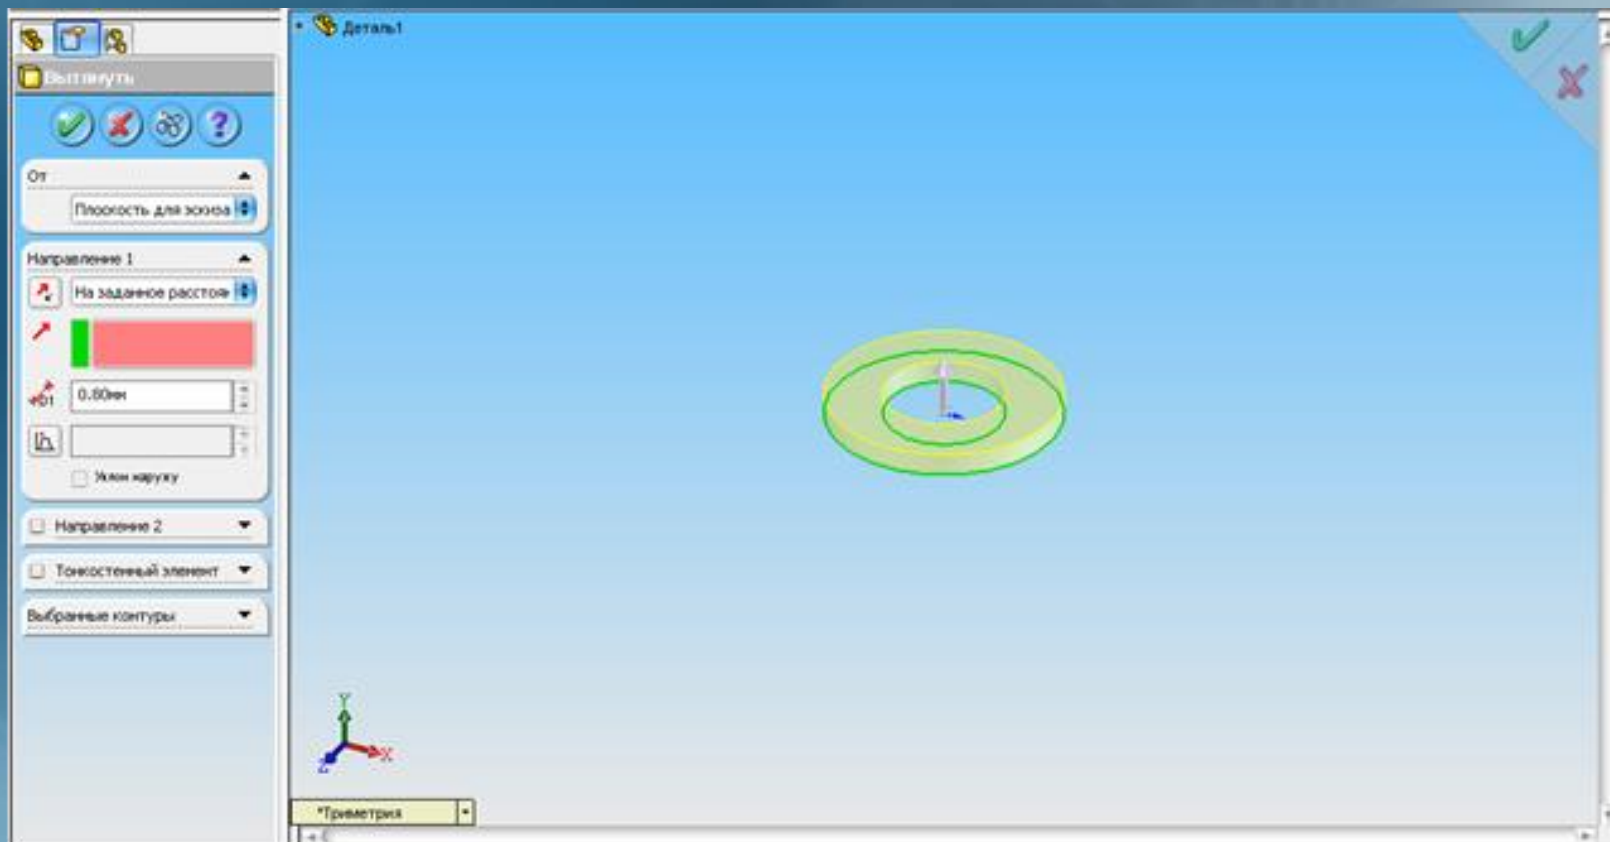 Деталь1
Вытянуть
От
Плоскость для эскиза
Направление 1
На заданное расстоя
D1
0.80мм
Уклон наружу
Направление 2
Тонкостенный элемент
Выбранные контуры
Y
X
Z
*Триметрия